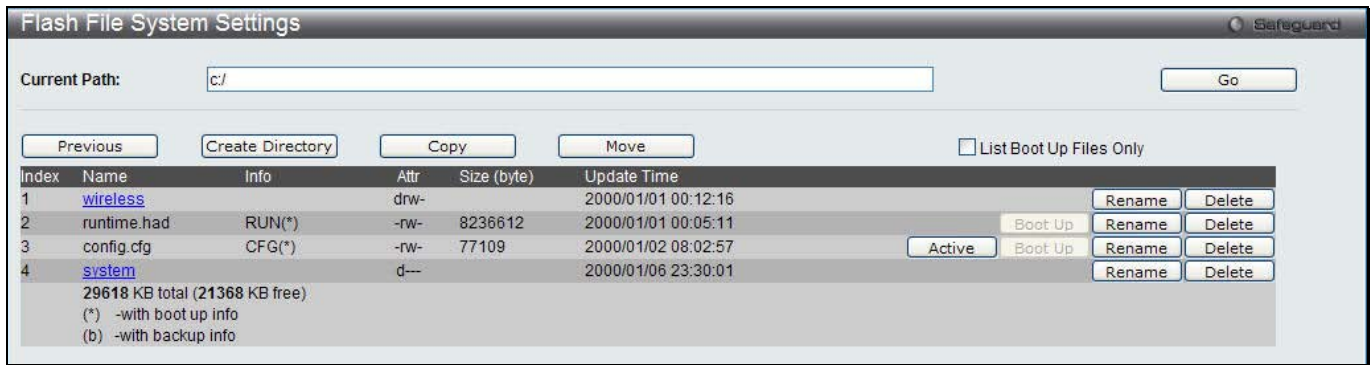 Flash File System Settings Safeguard
Current Path: c:/ Go
Previous Create Directory Copy Move List Boot Up Files Only
Index Name Info Attr Size (byte) Update Time
1 wireless drw- 2000/01/01 00:12:16 Rename Delete
2 runtime.had RUN(*) -rw- 8236612 2000/01/01 00:05:11 Boot Up Rename Delete
3 config.cfg CFG(*) -rw- 77109 2000/01/02 08:02:57 Active Boot Up Rename Delete
4 system d--- 2000/01/06 23:30:01 Rename Delete
29618 KB total (21368 KB free)
(*) -with boot up info
(b) -with backup info